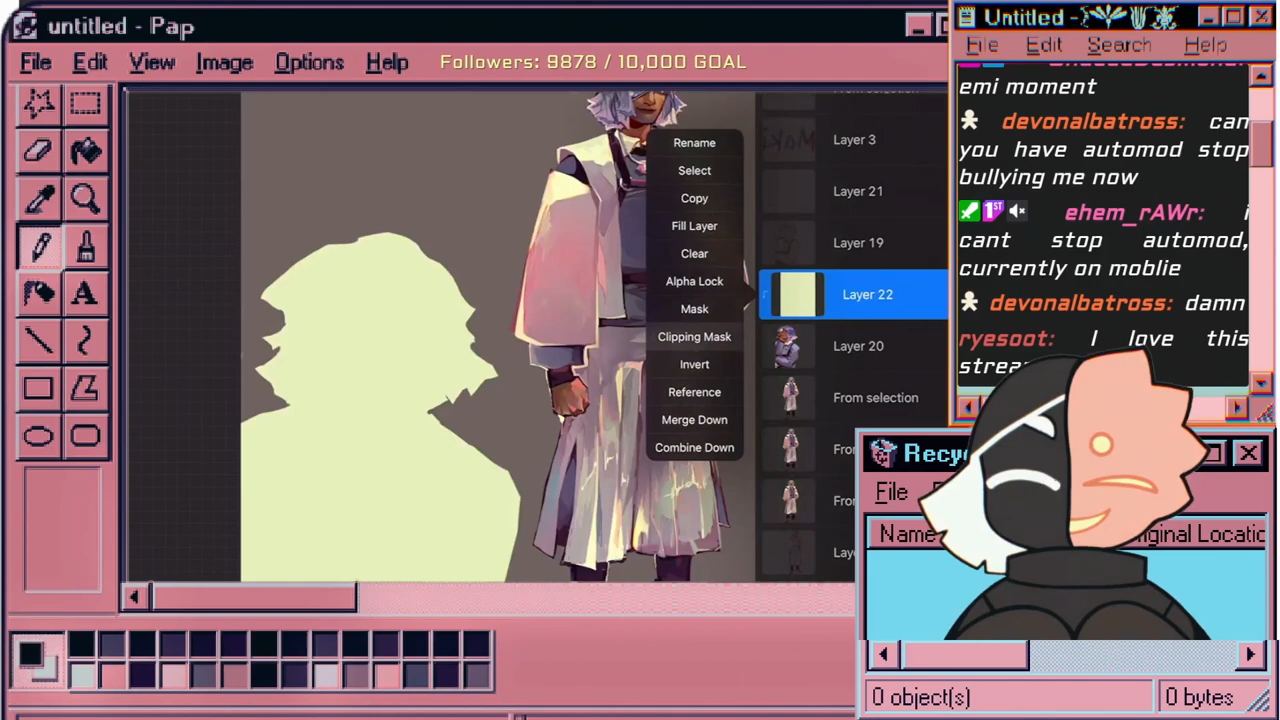 untitled - Pap
File Edit View Image Options Help
Followers: 9878 / 10,000 GOAL
Layer 3
Layer 21
Layer 19
Layer 22
Layer 20
From selection
Rename
Select
Copy
Fill Layer
Clear
Alpha Lock
Mask
Clipping Mask
Invert
Reference
Merge Down
Combine Down
Untitled -
File Edit Search Help
emi moment
devonalbatross: can
you have automod stop
bullying me now
ehem_rAWr: i
cant stop automod,
currently on moblie
devonalbatross: damn
ryesoot: I love this
strea
Recy
File
Name
iginal Locatio
0 object(s)
0 bytes
A